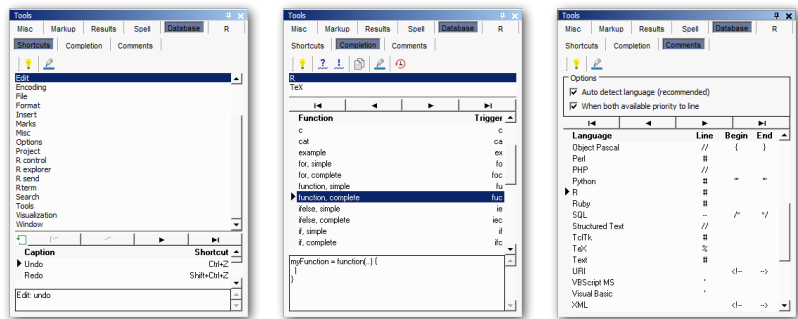 Tools
Misc Markup Results Spell Database R
Shortcuts Completion Comments
Edit
Encoding
File
Format
Insert
Marks
Misc
Options
Project
R control
R explorer
R send
Rterm
Search
Tools
Visualization
Window
Caption Shortcut
Undo Ctrl+Z
Redo Shift+Ctrl+Z
Edit: undo
Tools
Misc Markup Results Spell Database R
Shortcuts Completion Comments
R
TeX
Function Trigger
c c
cat ca
example ex
for, simple fo
for, complete foc
function, simple fu
function, complete fuc
ifelse, simple ie
ifelse, complete iec
if, simple if
if, complete ifc
myFunction = function(..) {
|
}
Tools
Misc Markup Results Spell Database R
Shortcuts Completion Comments
Options
Auto detect language (recommended)
When both available priority to line
Language Line Begin End
Object Pascal // { }
Perl #
PHP //
Python #
R #
Ruby #
SQL -- /* */
Structured Text //
TclTk #
TeX %
Text #
URI <!-- -->
VBScript MS '
Visual Basic '
XML <!-- -->